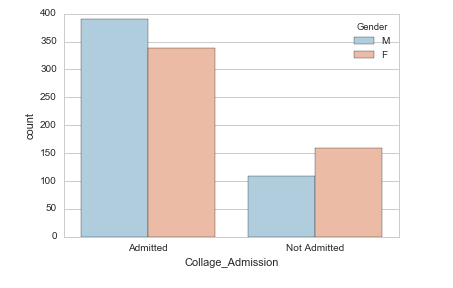 400
350
300
250
200
150
100
50
0
count
Gender
M
F
Admitted
Not Admitted
Collage_Admission